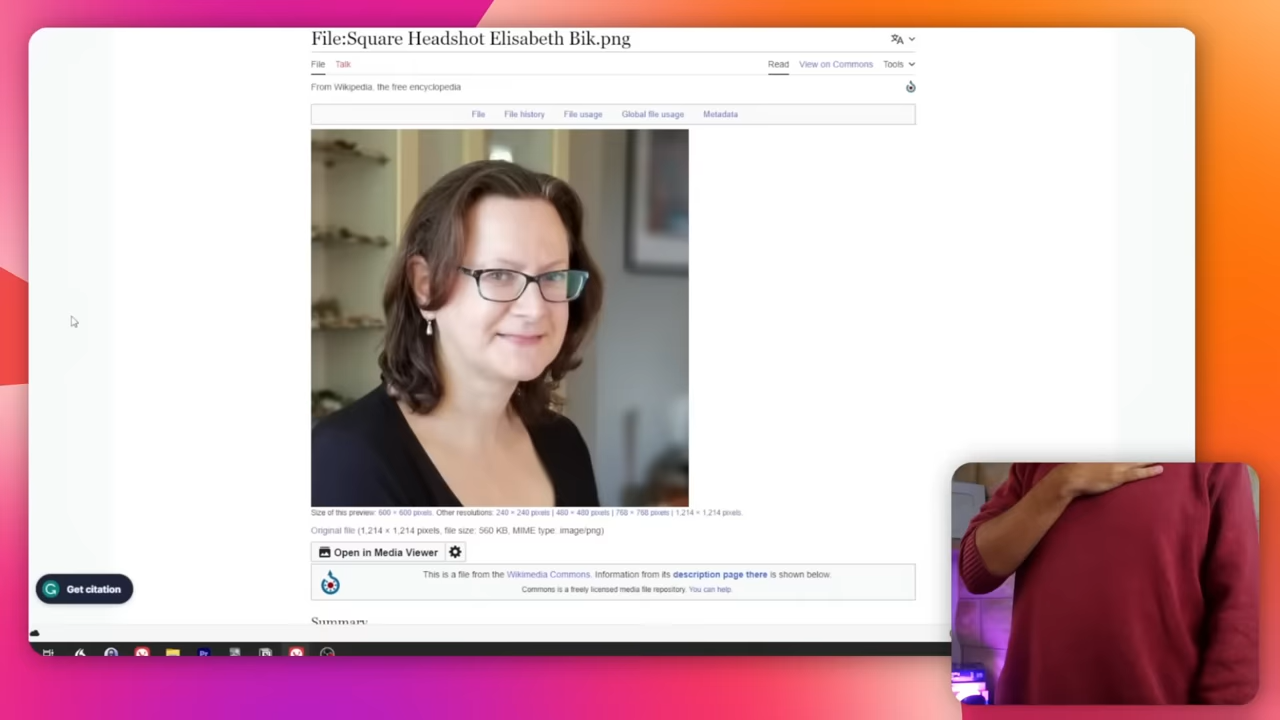 File:Square Headshot Elisabeth Bik.png
File Talk Read View on Commons Tools
From Wikipedia, the free encyclopedia
File File history File usage Global file usage Metadata
Size of this preview: 600 × 600 pixels. Other resolutions: 240 × 240 pixels | 480 × 480 pixels | 768 × 768 pixels | 1,214 × 1,214 pixels.
Original file (1,214 × 1,214 pixels, file size: 560 KB, MIME type: image/png)
Open in Media Viewer
This is a file from the Wikimedia Commons. Information from its description page there is shown below.
Commons is a freely licensed media file repository. You can help.
Get citation
Summary
Pr